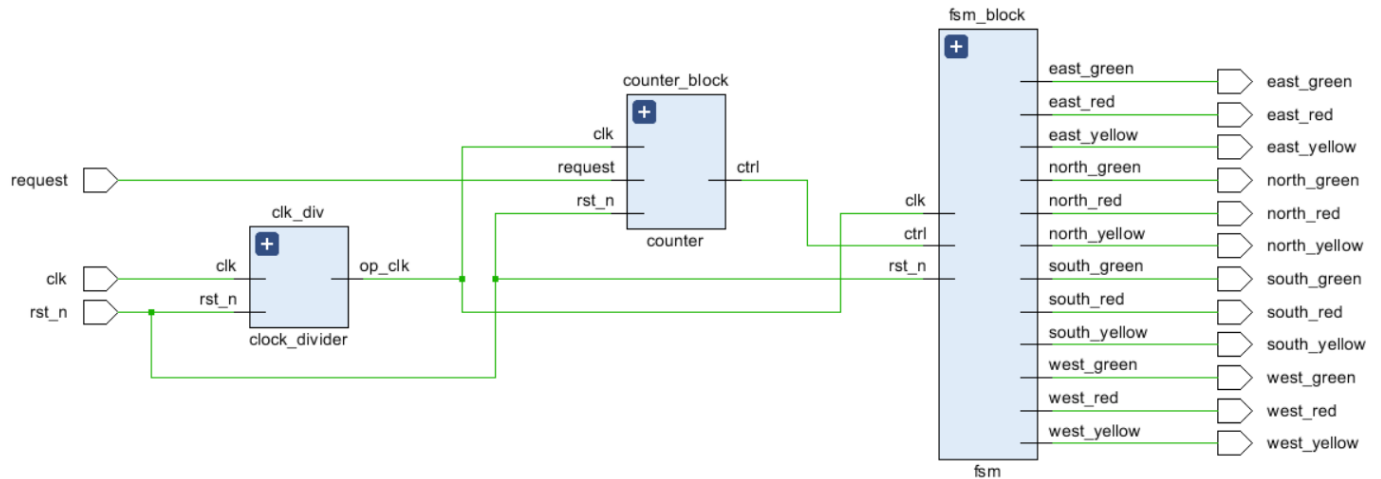 request
clk
rst_n
clk_div
clk
rst_n
op_clk
clock_divider
counter_block
clk
request
rst_n
ctrl
counter
fsm_block
clk
ctrl
rst_n
east_green
east_red
east_yellow
north_green
north_red
north_yellow
south_green
south_red
south_yellow
west_green
west_red
west_yellow
fsm
east_green
east_red
east_yellow
north_green
north_red
north_yellow
south_green
south_red
south_yellow
west_green
west_red
west_yellow